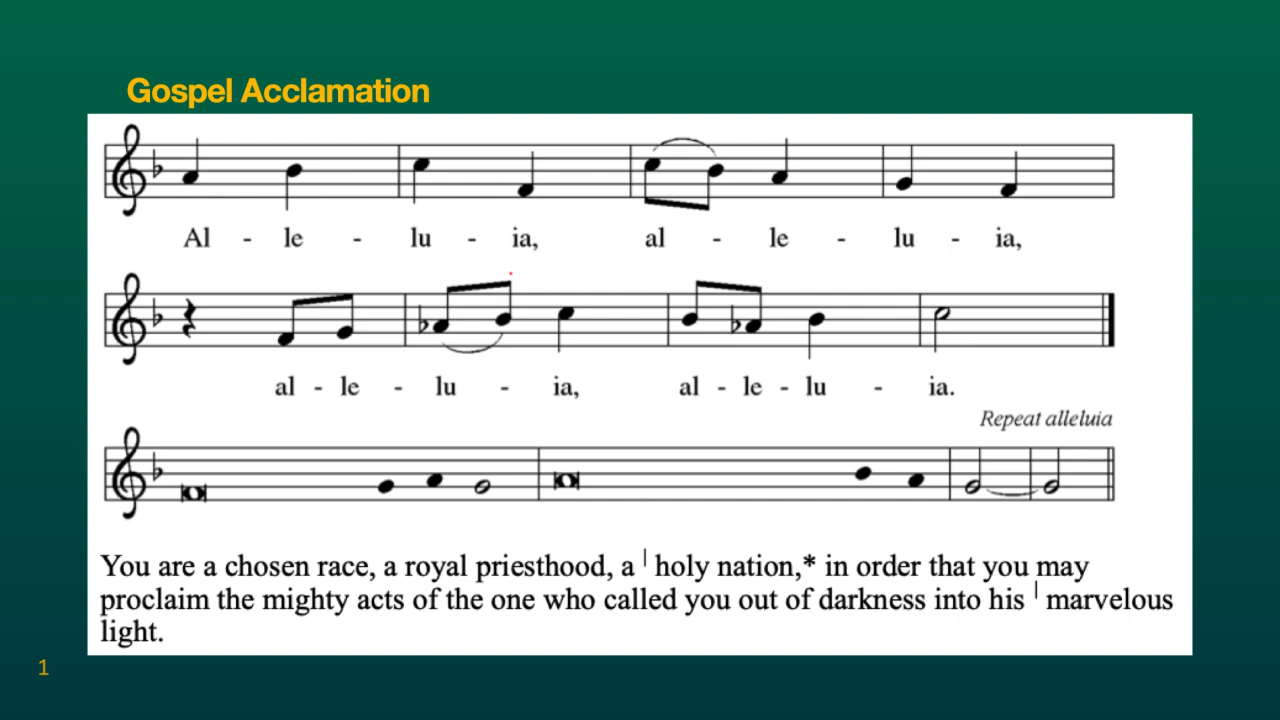 Gospel Acclamation
Al - le - lu - ia, al - le - lu - ia,
al - le - lu - ia, al - le - lu - ia.
Repeat alleluia
You are a chosen race, a royal priesthood, a | holy nation,* in order that you may
proclaim the mighty acts of the one who called you out of darkness into his | marvelous
light.
1